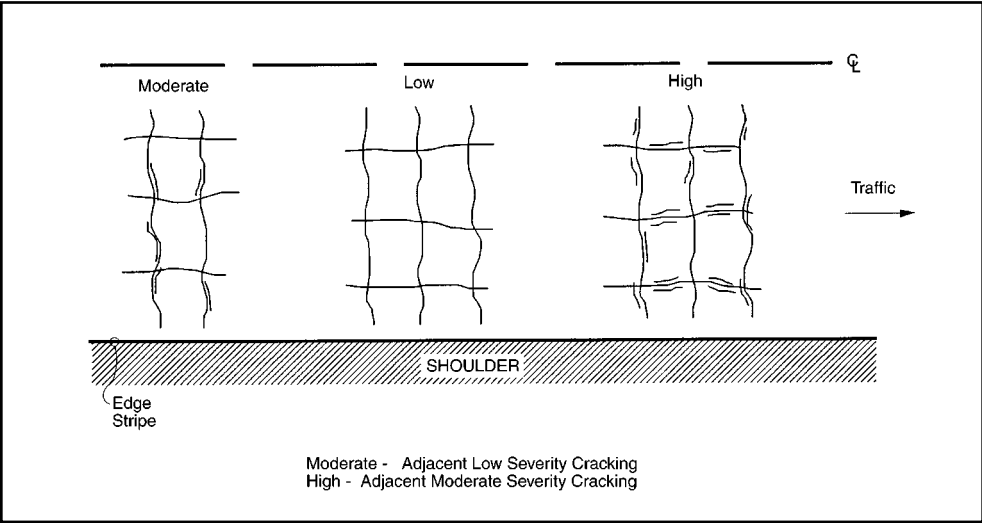 ℄
Moderate
Low
High
Traffic
SHOULDER
Edge
Stripe
Moderate - Adjacent Low Severity Cracking
High - Adjacent Moderate Severity Cracking